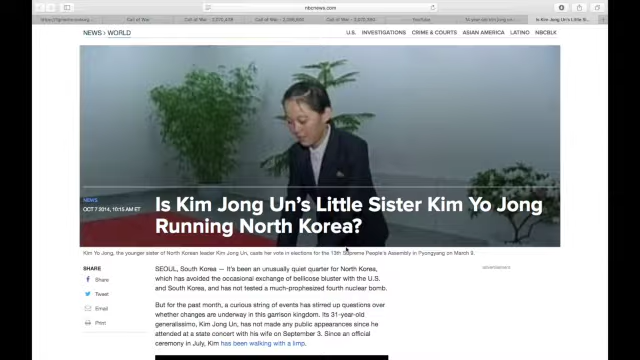 nbcnews.com
YouTube
Is Kim Jong Un's Little Si...
NEWS > WORLD
U.S. INVESTIGATIONS CRIME & COURTS ASIAN AMERICA LATINO NBCBLK
NEWS
OCT 7 2014, 10:15 AM ET
Is Kim Jong Un's Little Sister Kim Yo Jong
Running North Korea?
Kim Yo Jong, the younger sister of North Korean leader Kim Jong Un, casts her vote in elections for the 13th Supreme People's Assembly in Pyongyang on March 9.
SHARE
Share
Tweet
Email
Print
advertisement
SEOUL, South Korea — It's been an unusually quiet quarter for North Korea,
which has avoided the occasional exchange of bellicose bluster with the U.S.
and South Korea, and has not tested a much-prophesized fourth nuclear bomb.
But for the past month, a curious string of events has stirred up questions over
whether changes are underway in this garrison kingdom. Its 31-year-old
generalissimo, Kim Jong Un, has not made any public appearances since he
attended at a state concert with his wife on September 3. Since an official
ceremony in July, Kim has been walking with a limp.